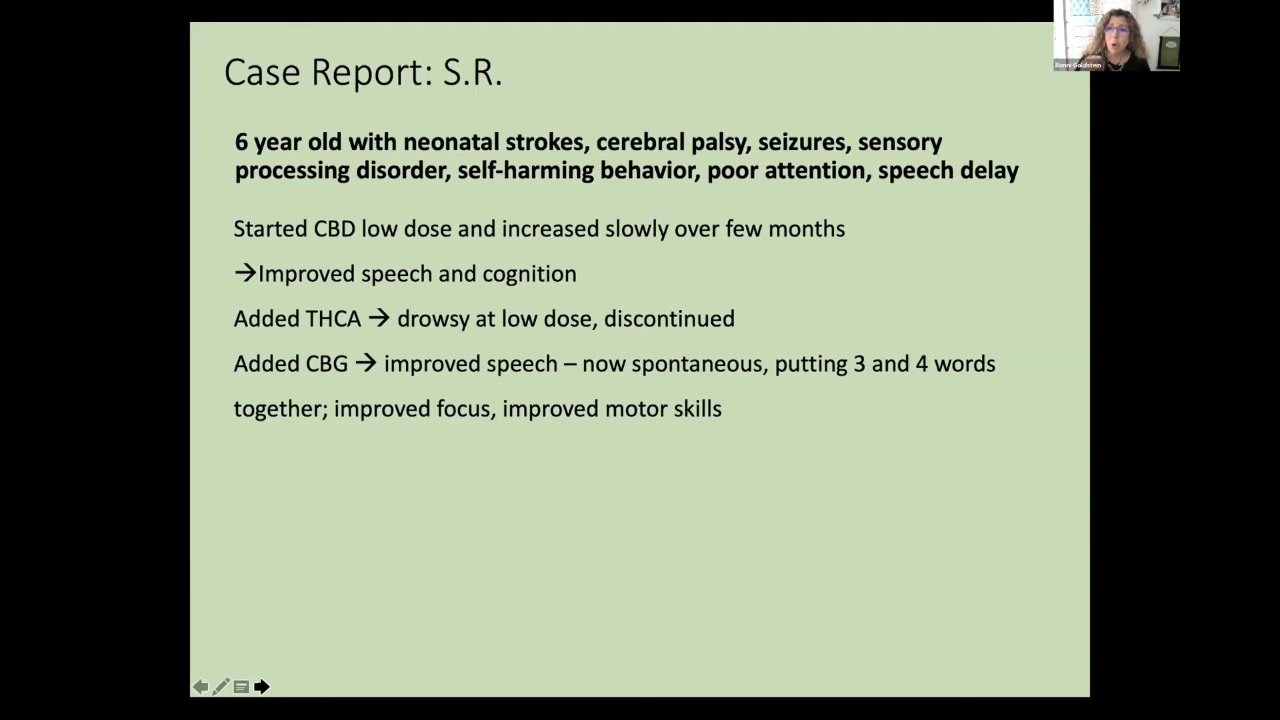 Bonni Goldstein
Case Report: S.R.
6 year old with neonatal strokes, cerebral palsy, seizures, sensory
processing disorder, self-harming behavior, poor attention, speech delay
Started CBD low dose and increased slowly over few months
→Improved speech and cognition
Added THCA → drowsy at low dose, discontinued
Added CBG → improved speech – now spontaneous, putting 3 and 4 words
together; improved focus, improved motor skills